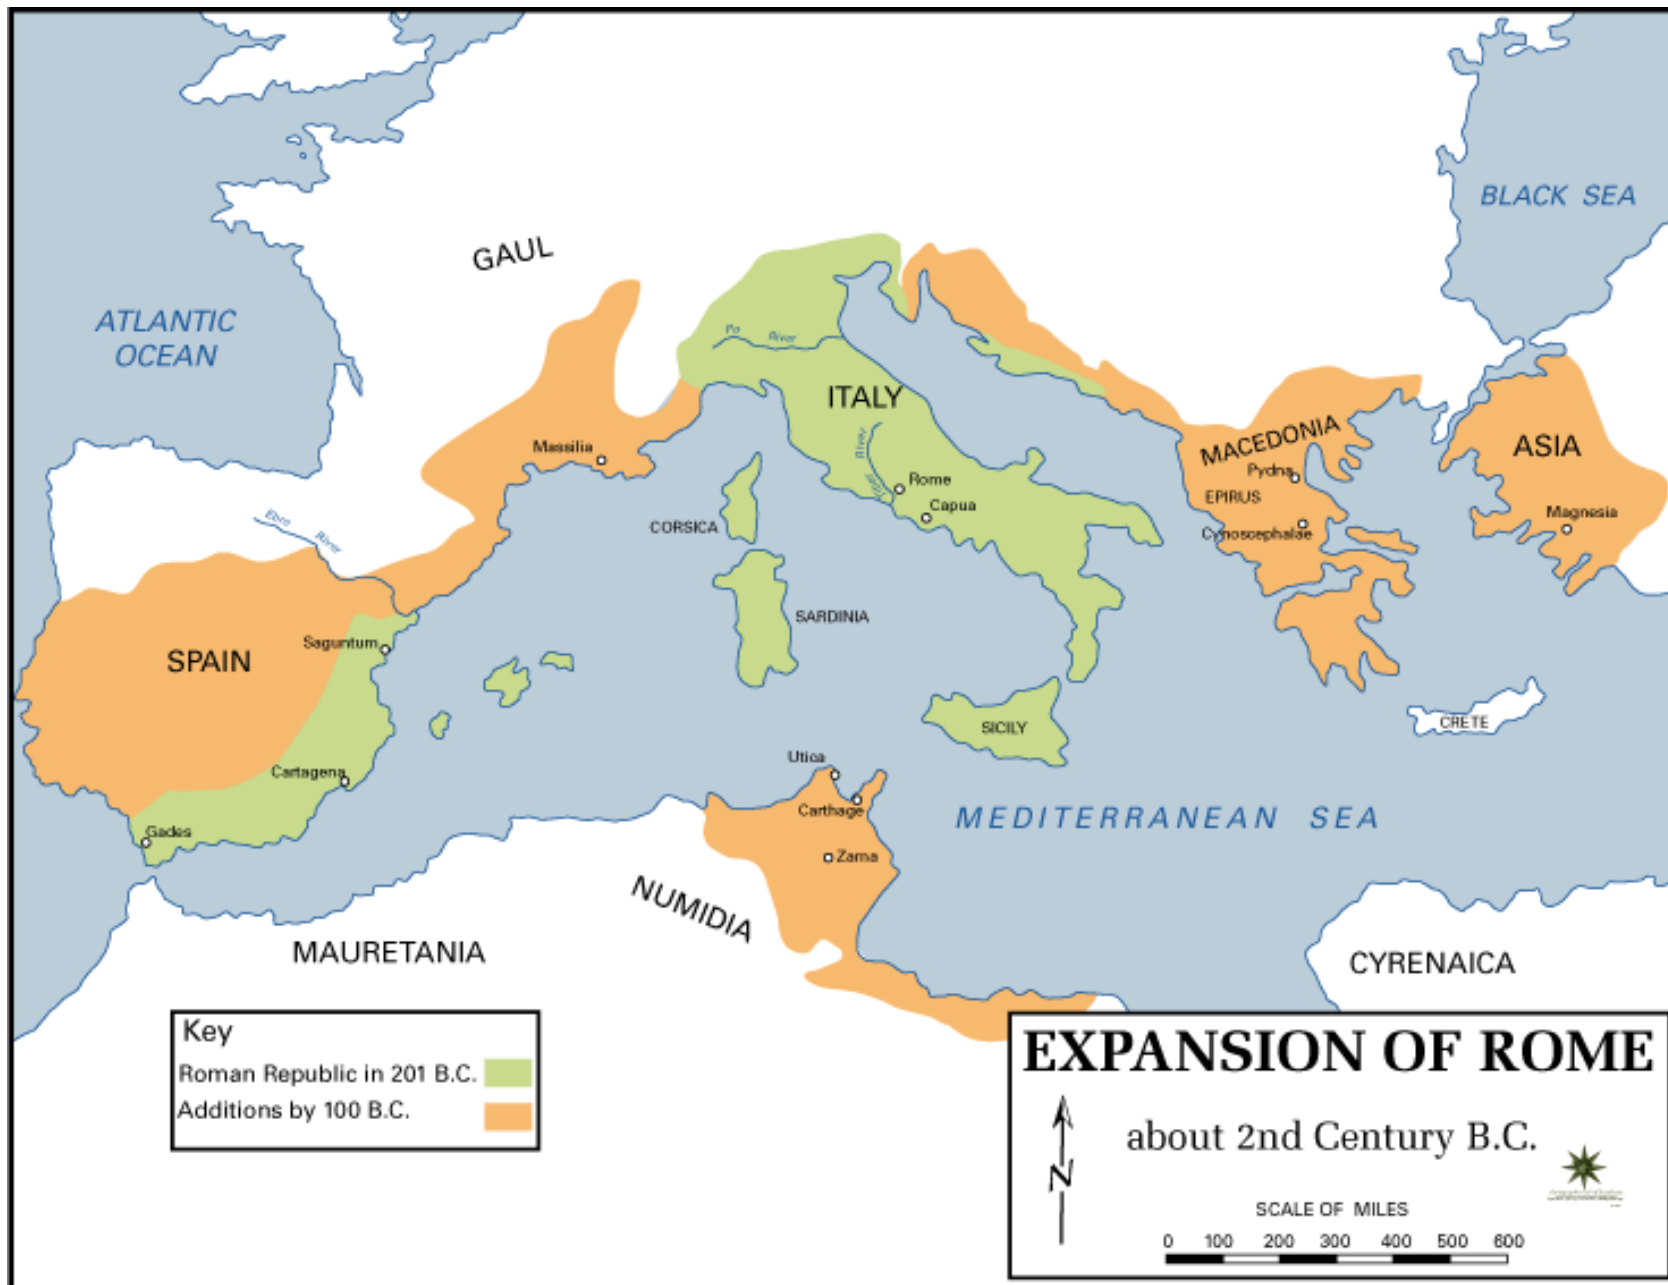 BLACK SEA
GAUL
ATLANTIC
OCEAN
Po River
ITALY
MACEDONIA
ASIA
Massilia
Pydna
River
Rome
EPIRUS
Capua
Magnesia
Ebro River
CORSICA
Cynoscephalae
SARDINIA
Saguntum
SPAIN
SICILY
CRETE
Utica
Cartagena
Carthage
MEDITERRANEAN SEA
Gades
Zama
NUMIDIA
MAURETANIA
CYRENAICA
Key
Roman Republic in 201 B.C.
Additions by 100 B.C.
EXPANSION OF ROME
about 2nd Century B.C.
N
SCALE OF MILES
0 100 200 300 400 500 600